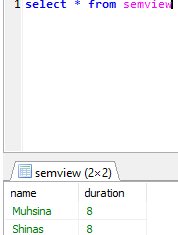 1 select * from semview
semview (2×2)
name duration
Muhsina 8
Shinas 8